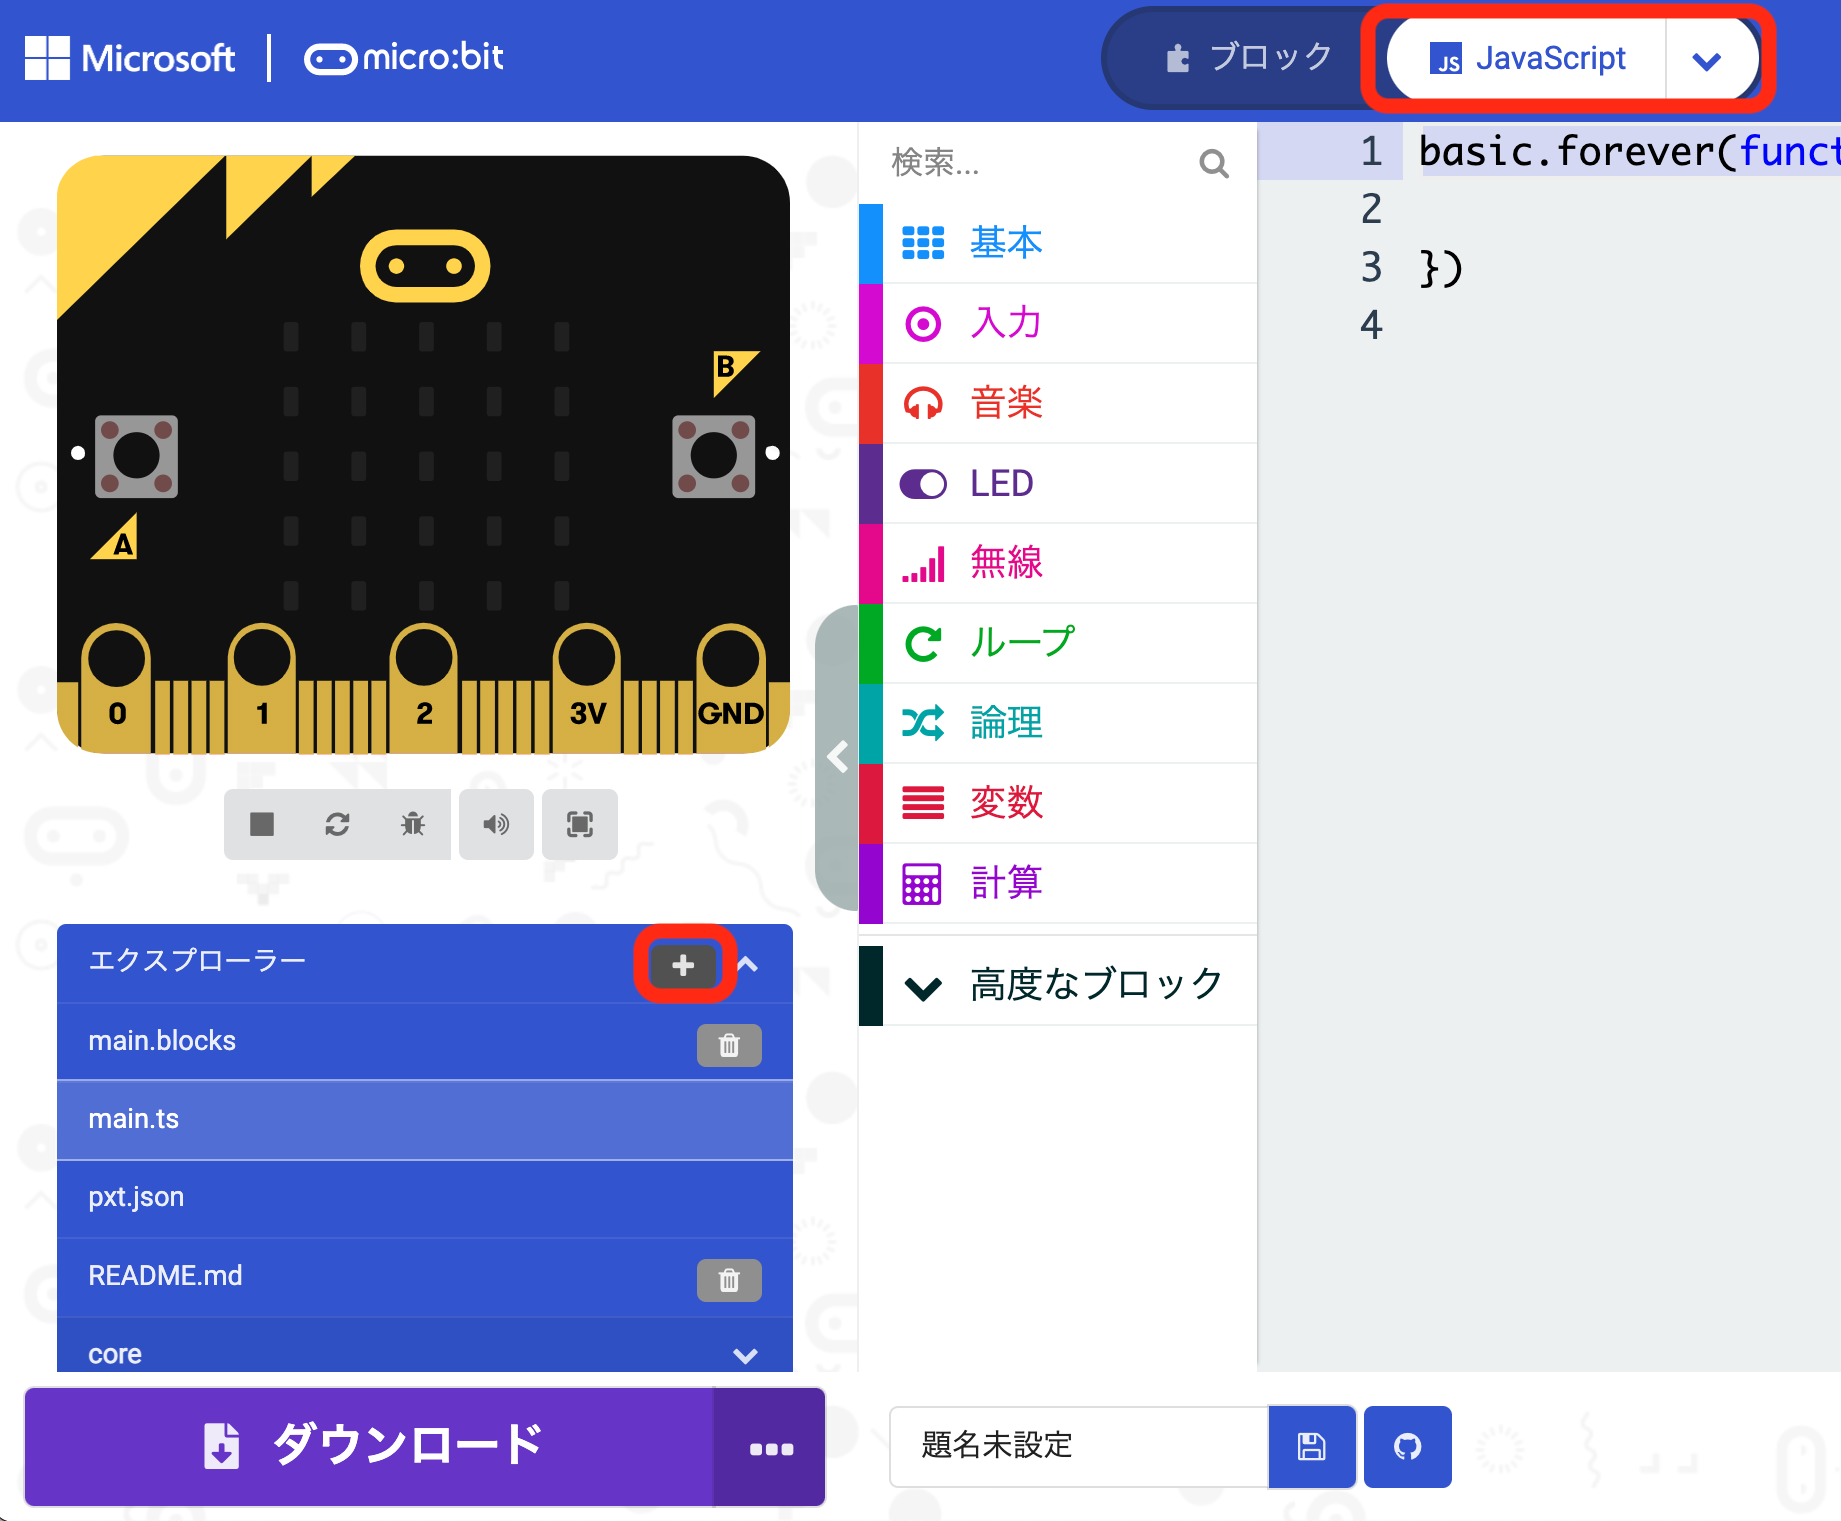 Microsoft
micro:bit
ブロック
JS JavaScript
B
A
0 1 2 3V GND
エクスプローラー
main.blocks
main.ts
pxt.json
README.md
core
ダウンロード
検索...
基本
入力
音楽
LED
無線
ループ
論理
変数
計算
高度なブロック
1 basic.forever(funct
2
3 })
4
題名未設定